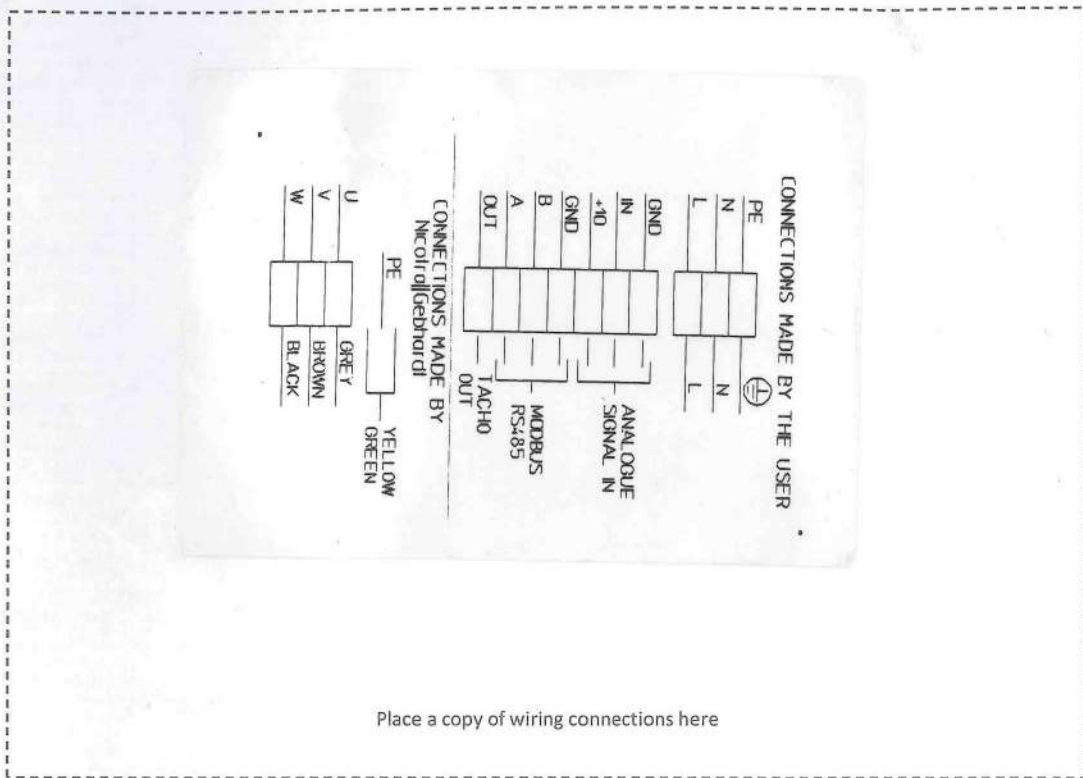 CONNECTIONS MADE BY THE USER
PE
N
N
L
L
GND
IN
+10
ANALOGUE
SIGNAL IN
GND
B
A
MODBUS
RS485
OUT
TACHO
OUT
CONNECTIONS MADE BY
Nicotra||Gebhardt
PE
YELLOW
GREEN
U
GREY
V
BROWN
W
BLACK
Place a copy of wiring connections here